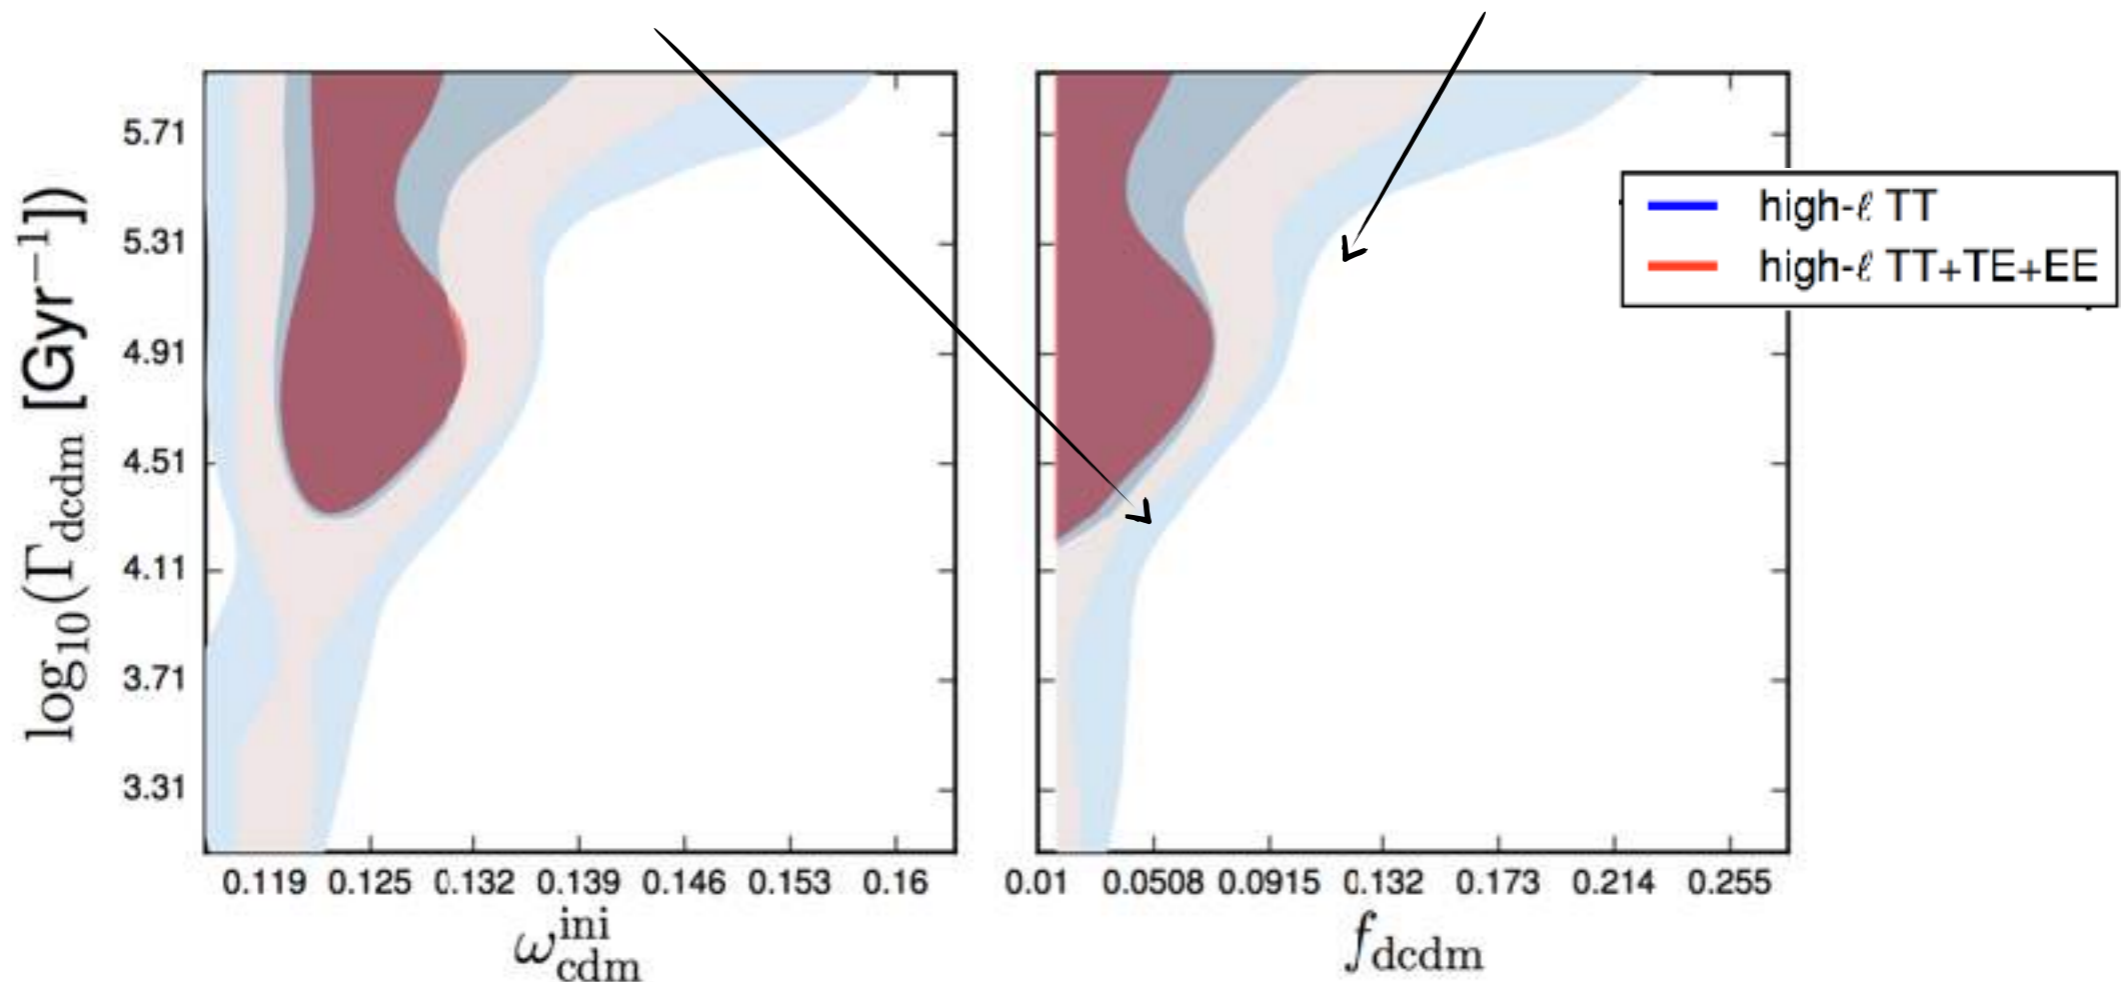 high-ℓ TT
high-ℓ TT+TE+EE
log₁₀(Γdcdm [Gyr⁻¹])
5.71
5.31
4.91
4.51
4.11
3.71
3.31
0.119 0.125 0.132 0.139 0.146 0.153 0.16
0.01 0.0508 0.0915 0.132 0.173 0.214 0.255
ω^ini_cdm
f_dcdm